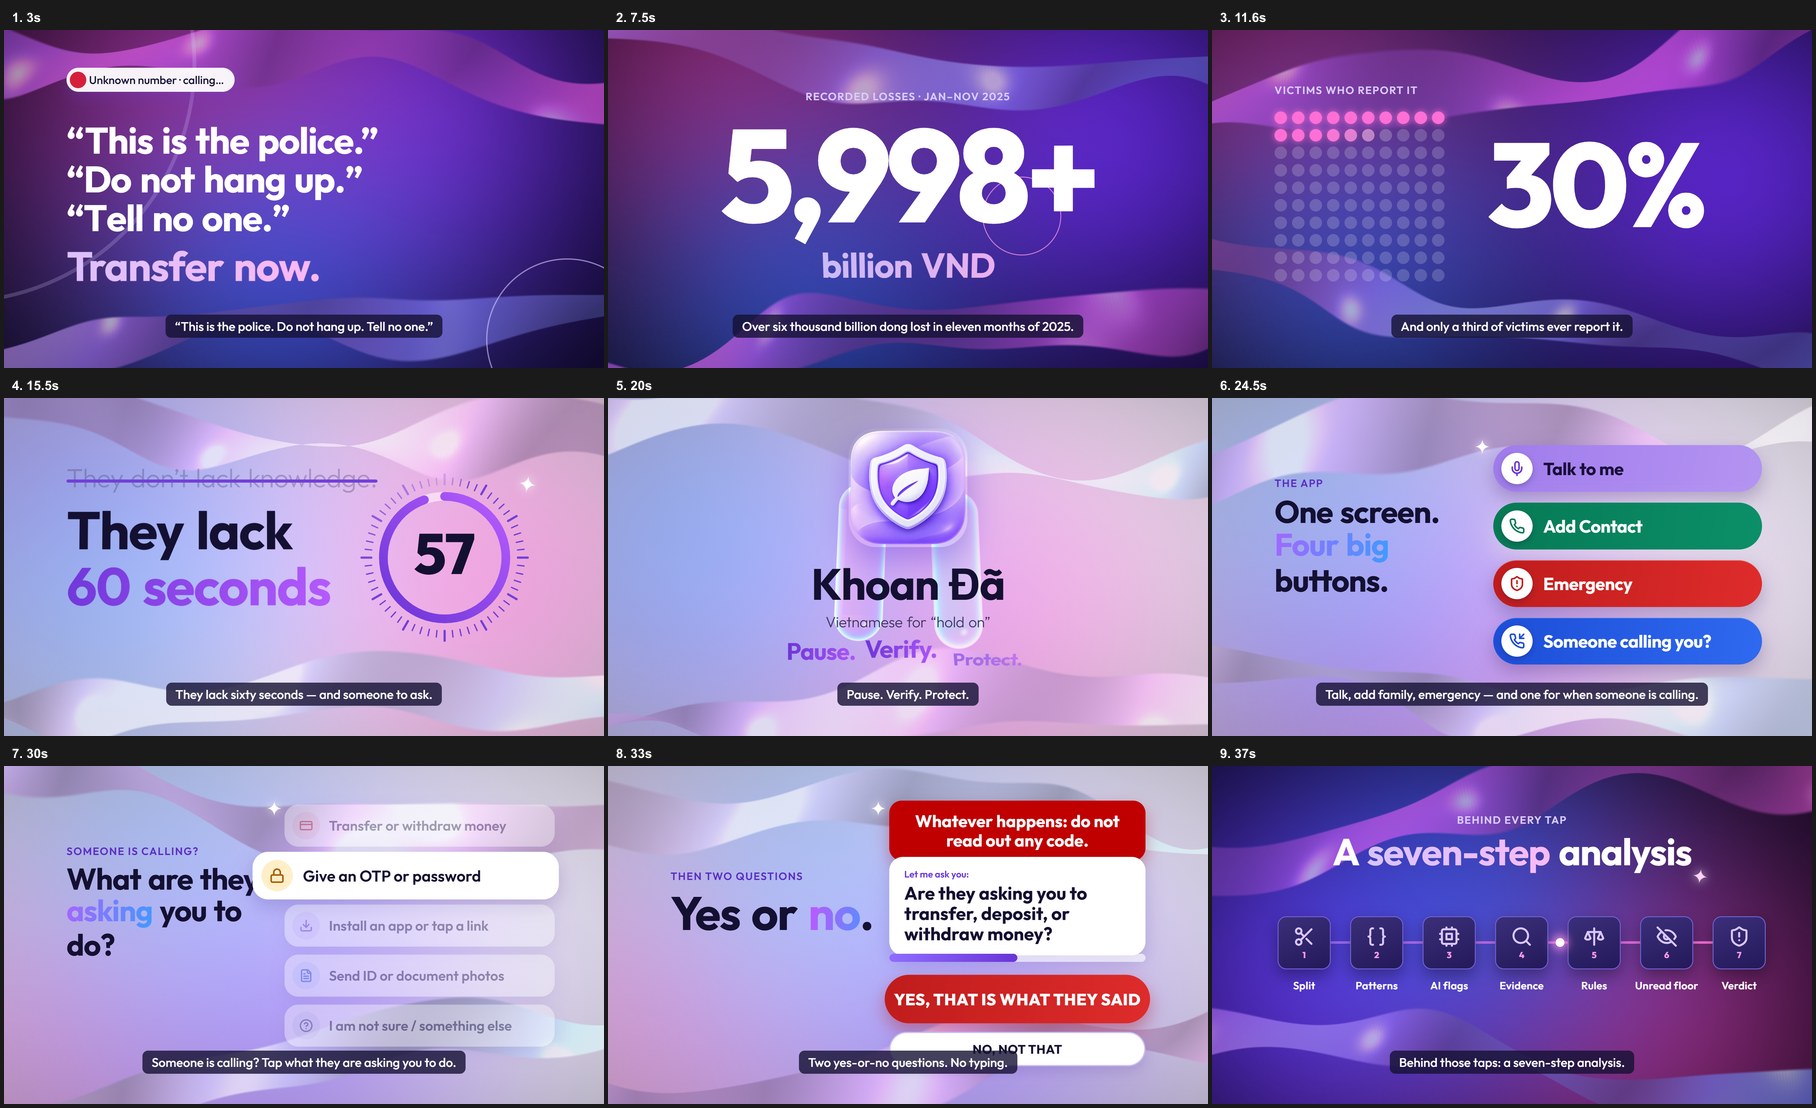 1. 3s
Unknown number · calling...
“This is the police.”
“Do not hang up.”
“Tell no one.”
Transfer now.
“This is the police. Do not hang up. Tell no one.”
2. 7.5s
RECORDED LOSSES · JAN–NOV 2025
5,998+
billion VND
Over six thousand billion dong lost in eleven months of 2025.
3. 11.6s
VICTIMS WHO REPORT IT
30%
And only a third of victims ever report it.
4. 15.5s
They don’t lack knowledge.
They lack
60 seconds
57
They lack sixty seconds — and someone to ask.
5. 20s
Khoan Đã
Vietnamese for “hold on”
Pause. Verify. Protect.
Pause. Verify. Protect.
6. 24.5s
THE APP
One screen.
Four big
buttons.
Talk to me
Add Contact
Emergency
Someone calling you?
Talk, add family, emergency — and one for when someone is calling.
7. 30s
SOMEONE IS CALLING?
What are they
asking you to
do?
Transfer or withdraw money
Give an OTP or password
Install an app or tap a link
Send ID or document photos
I am not sure / something else
Someone is calling? Tap what they are asking you to do.
8. 33s
THEN TWO QUESTIONS
Yes or no.
Whatever happens: do not
read out any code.
Let me ask you:
Are they asking you to
transfer, deposit, or
withdraw money?
YES, THAT IS WHAT THEY SAID
NO, NOT THAT
Two yes-or-no questions. No typing.
9. 37s
BEHIND EVERY TAP
A seven-step analysis
1
2
3
4
5
6
7
Split
Patterns
AI flags
Evidence
Rules
Unread floor
Verdict
Behind those taps: a seven-step analysis.